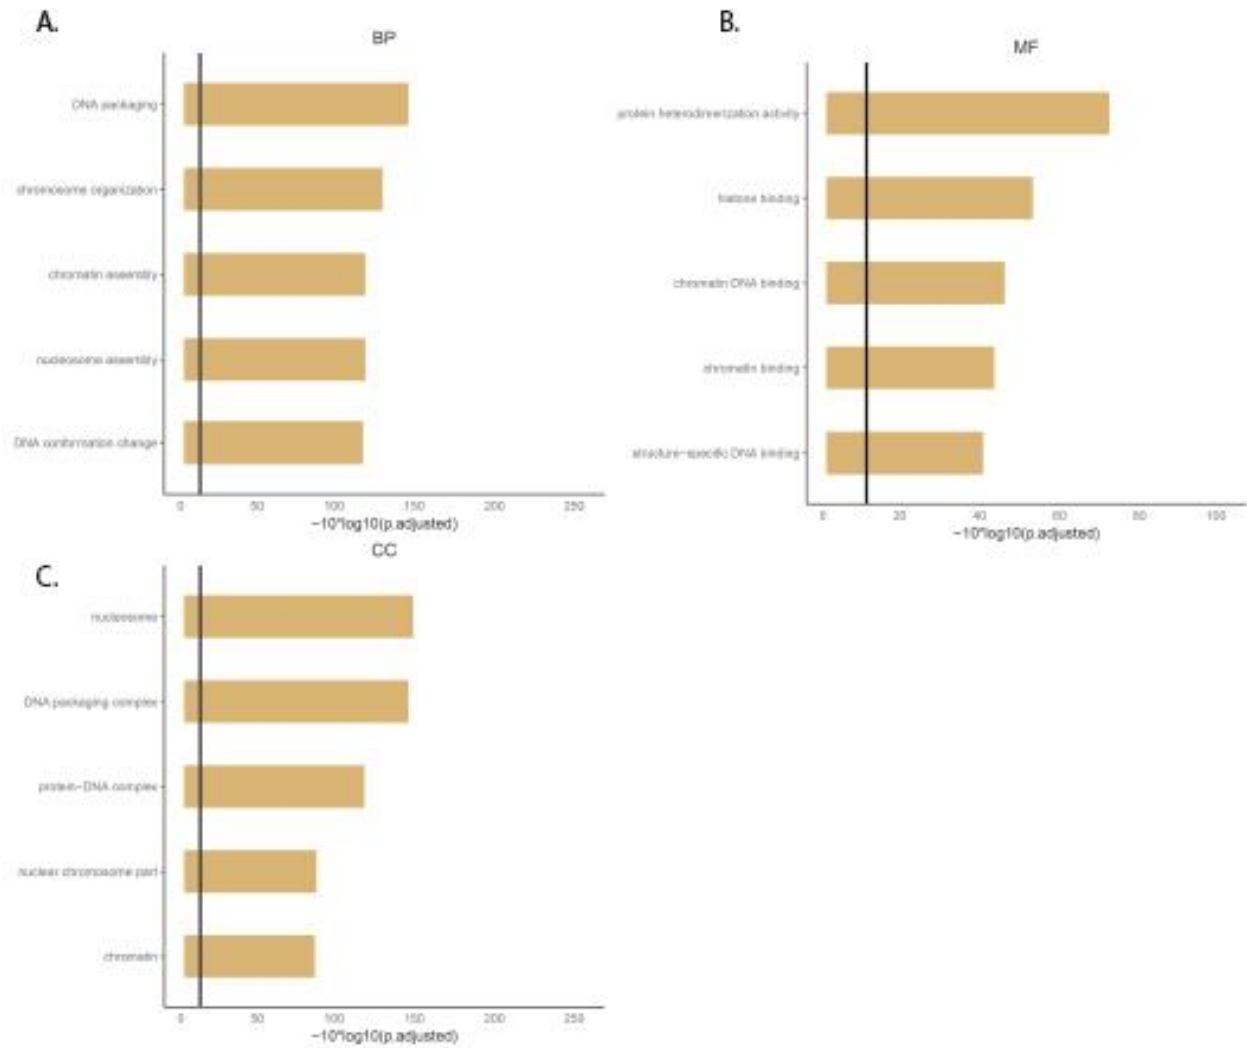 A.
BP
DNA packaging
chromosome organization
chromatin assembly
nucleosome assembly
DNA conformation change
0 50 100 150 200 250
-10*log10(p.adjusted)
B.
MF
protein heterodimerization activity
histone binding
chromatin DNA binding
chromatin binding
structure-specific DNA binding
0 20 40 60 80 100
-10*log10(p.adjusted)
C.
CC
nucleosome
DNA packaging complex
protein-DNA complex
nuclear chromosome part
chromatin
0 50 100 150 200 250
-10*log10(p.adjusted)